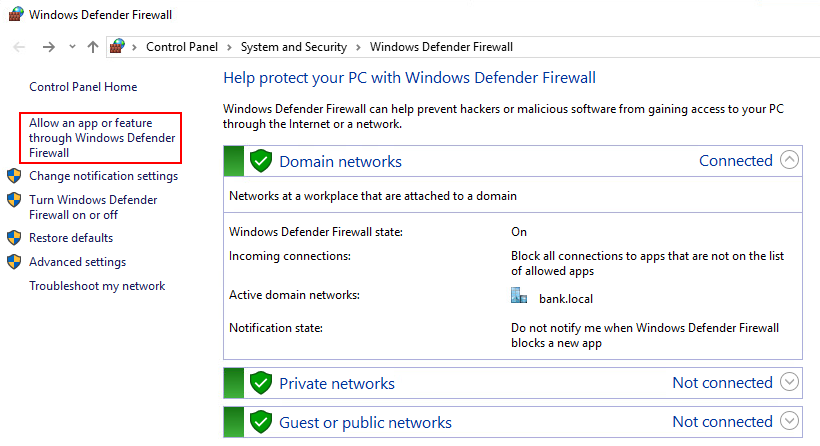 Windows Defender Firewall
Control Panel
System and Security
Windows Defender Firewall
Control Panel Home
Allow an app or feature
through Windows Defender
Firewall
Change notification settings
Turn Windows Defender
Firewall on or off
Restore defaults
Advanced settings
Troubleshoot my network
Help protect your PC with Windows Defender Firewall
Windows Defender Firewall can help prevent hackers or malicious software from gaining access to your PC
through the Internet or a network.
Domain networks Connected
Networks at a workplace that are attached to a domain
Windows Defender Firewall state: On
Incoming connections: Block all connections to apps that are not on the list
of allowed apps
Active domain networks: bank.local
Notification state: Do not notify me when Windows Defender Firewall
blocks a new app
Private networks Not connected
Guest or public networks Not connected